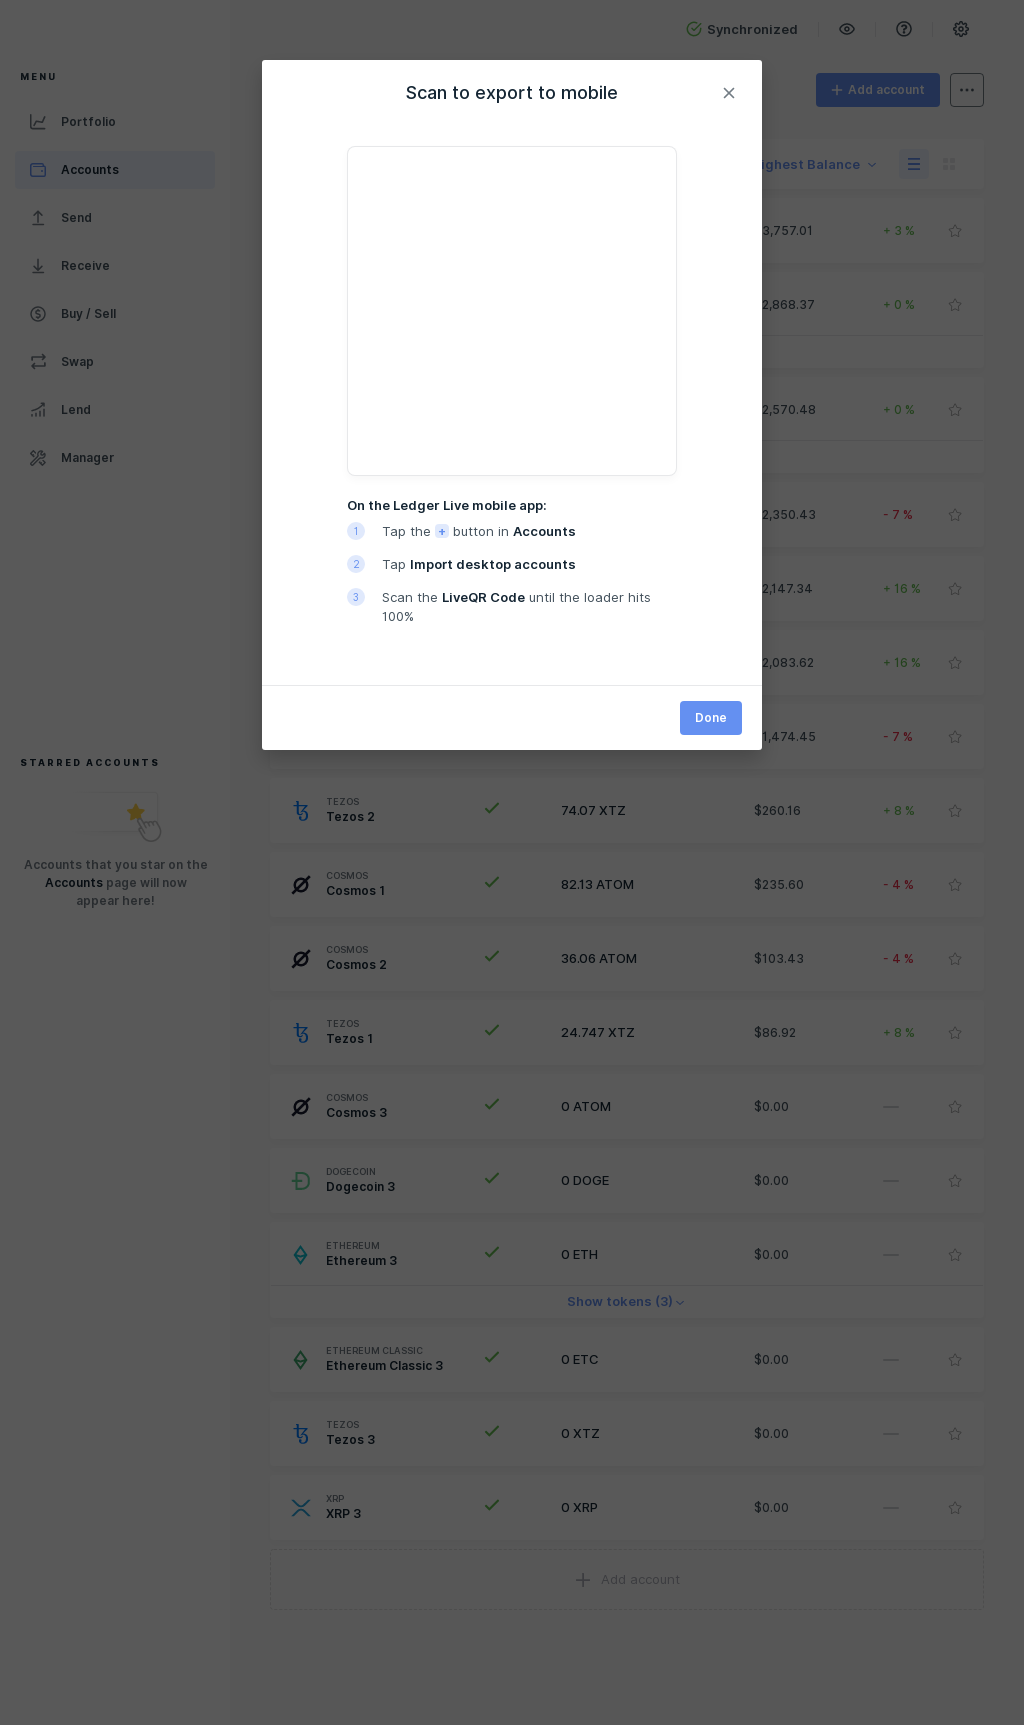 Synchronized
MENU
Portfolio
Accounts
Send
Receive
Buy / Sell
Swap
Lend
Manager
STARRED ACCOUNTS
Accounts that you star on the
Accounts page will now
appear here!
Add account
Scan to export to mobile
On the Ledger Live mobile app:
1 Tap the + button in Accounts
2 Tap Import desktop accounts
3 Scan the LiveQR Code until the loader hits
100%
Done
Balance
3,757.01 + 3 %
2,868.37 + 0 %
2,570.48 + 0 %
2,350.43 - 7 %
2,147.34 + 16 %
2,083.62 + 16 %
1,474.45 - 7 %
TEZOS
Tezos 2 74.07 XTZ $260.16 + 8 %
COSMOS
Cosmos 1 82.13 ATOM $235.60 - 4 %
COSMOS
Cosmos 2 36.06 ATOM $103.43 - 4 %
TEZOS
Tezos 1 24.747 XTZ $86.92 + 8 %
COSMOS
Cosmos 3 0 ATOM $0.00 —
DOGECOIN
Dogecoin 3 0 DOGE $0.00 —
ETHEREUM
Ethereum 3 0 ETH $0.00 —
Show tokens (3)
ETHEREUM CLASSIC
Ethereum Classic 3 0 ETC $0.00 —
TEZOS
Tezos 3 0 XTZ $0.00 —
XRP
XRP 3 0 XRP $0.00 —
Add account